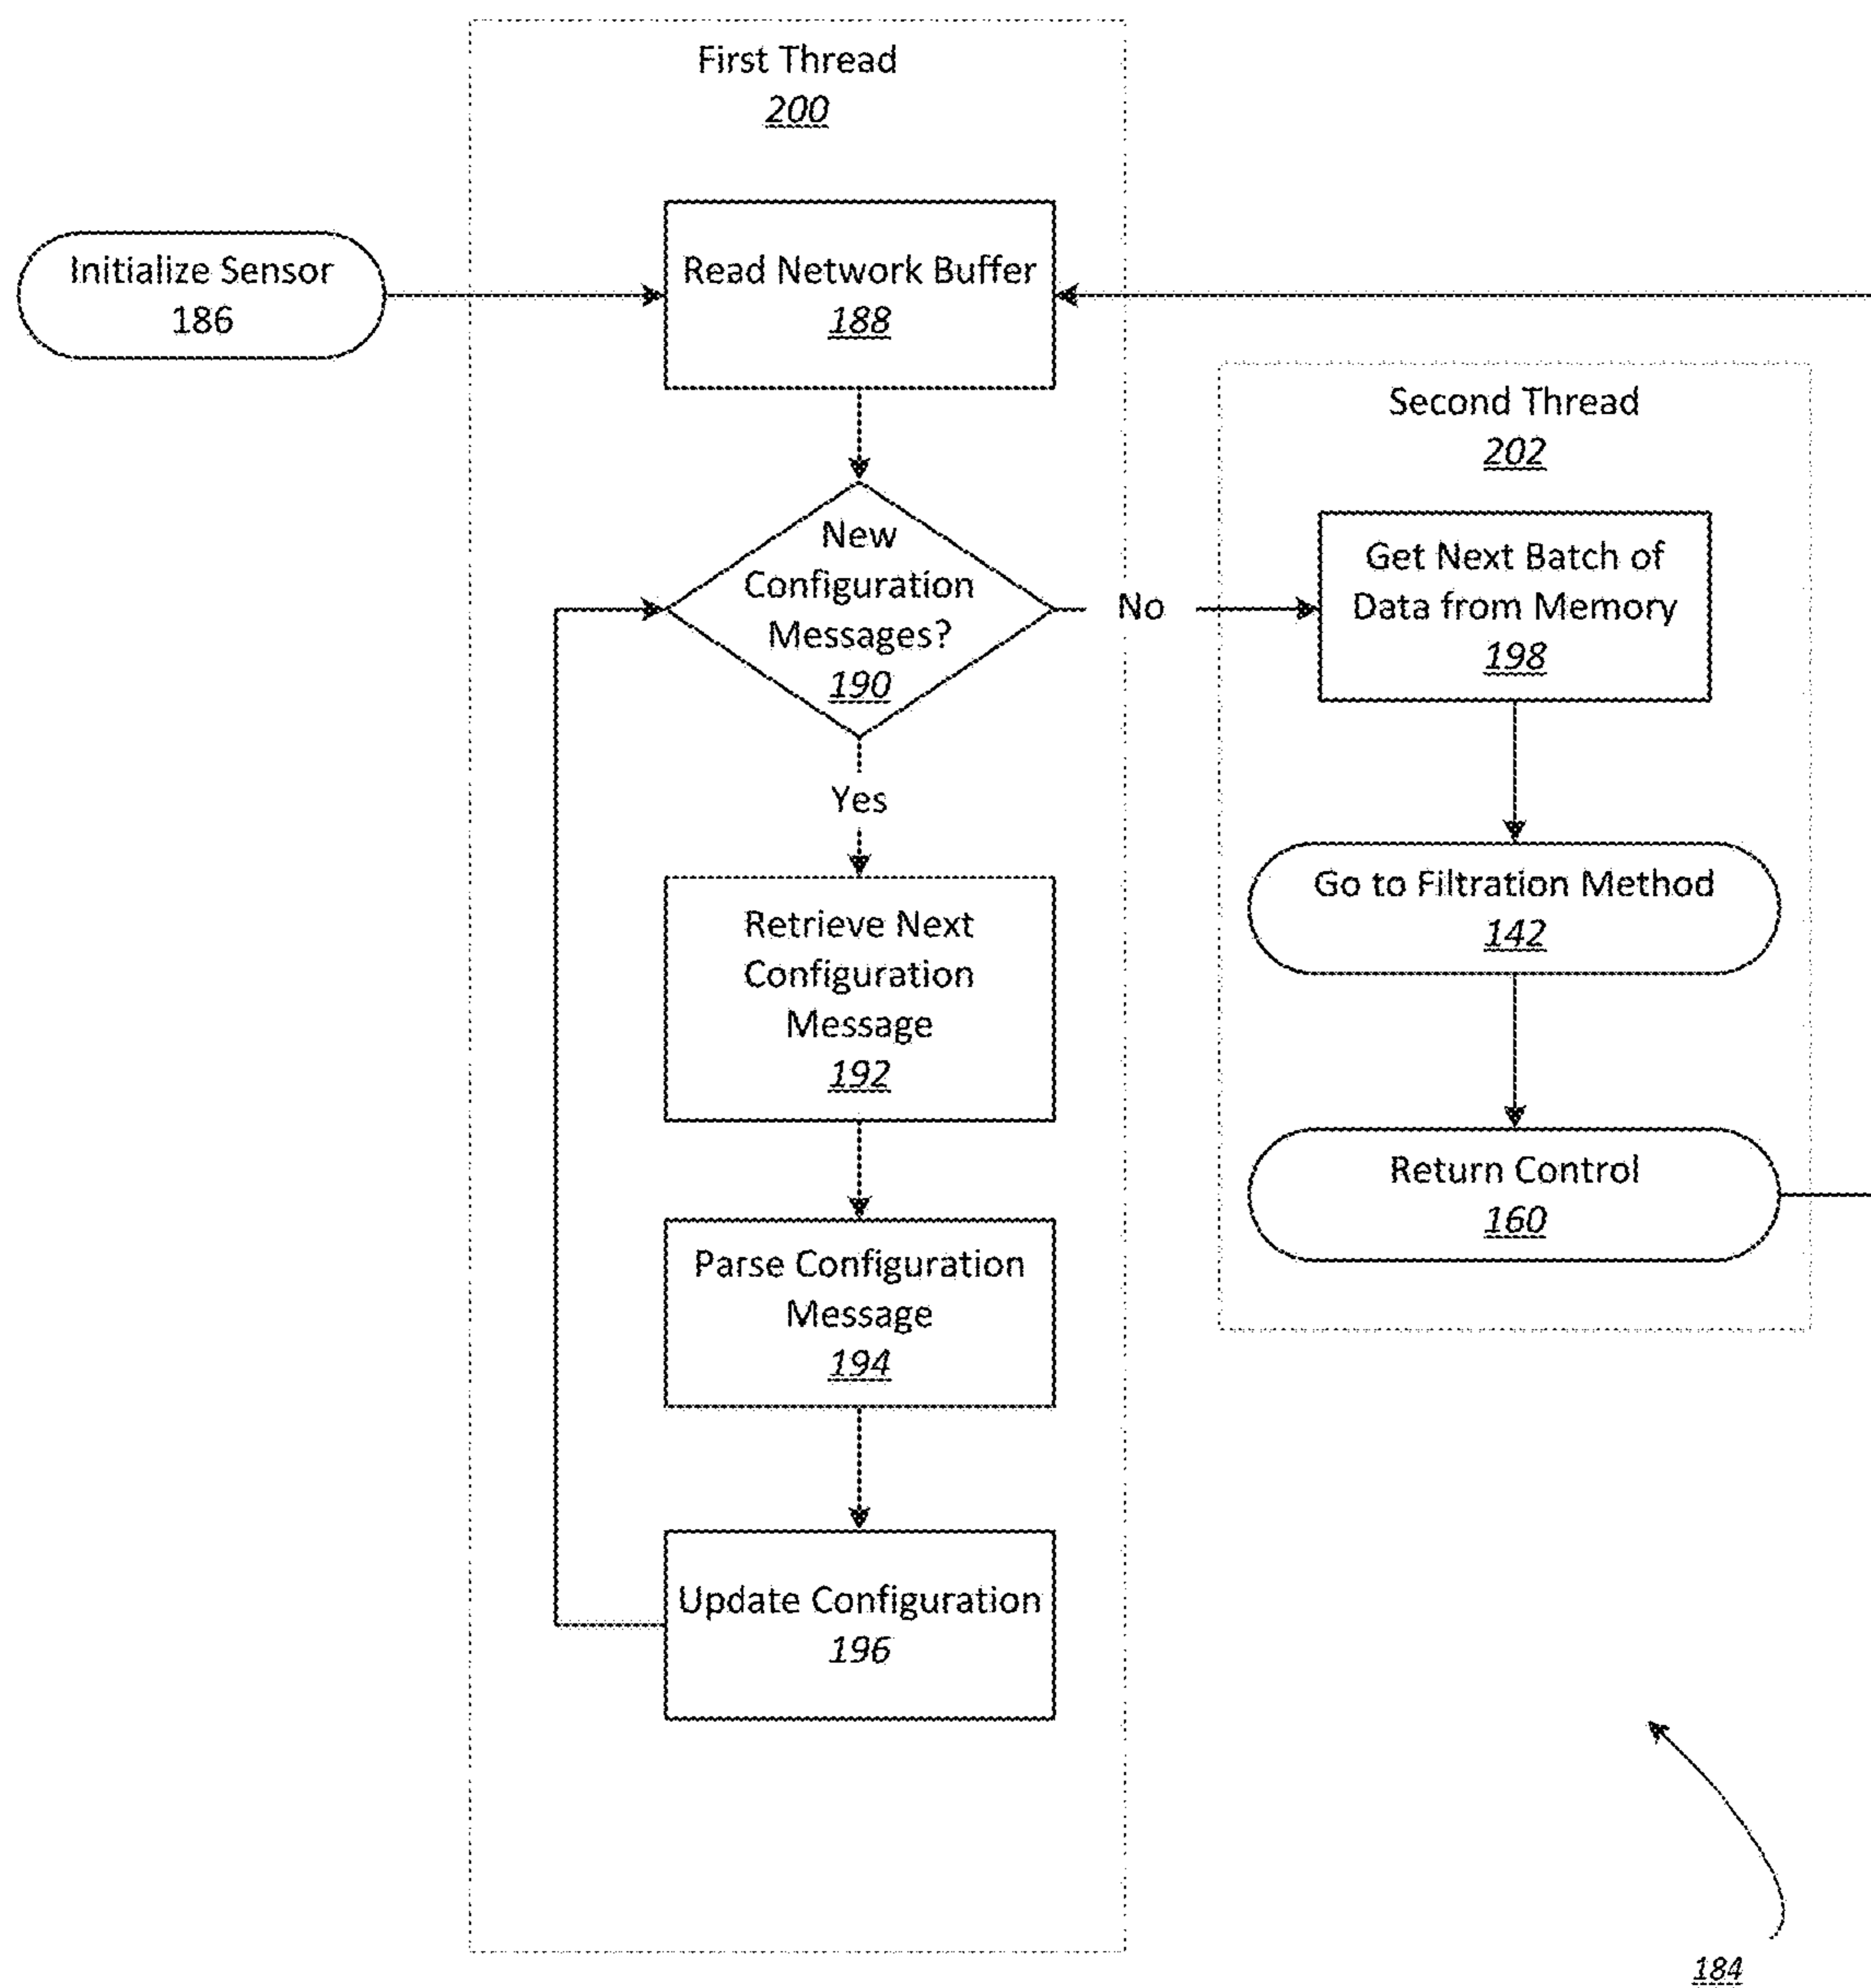 First Thread
200
Initialize Sensor
186
Read Network Buffer
188
New
Configuration
Messages?
190
No
Yes
Retrieve Next
Configuration
Message
192
Parse Configuration
Message
194
Update Configuration
196
Second Thread
202
Get Next Batch of
Data from Memory
198
Go to Filtration Method
142
Return Control
160
184